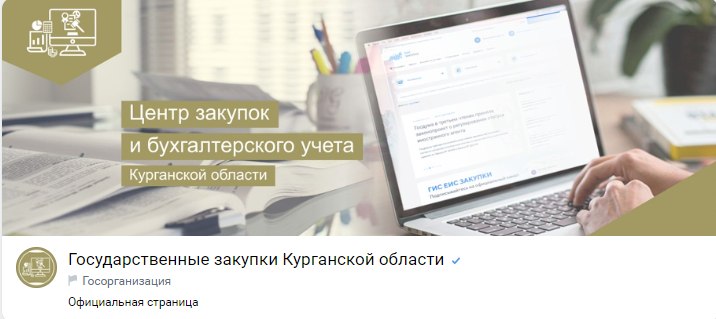 Центр закупок
и бухгалтерского учета
Курганской области
ГИС ЕИС ЗАКУПКИ
Государственные закупки Курганской области
Госорганизация
Официальная страница